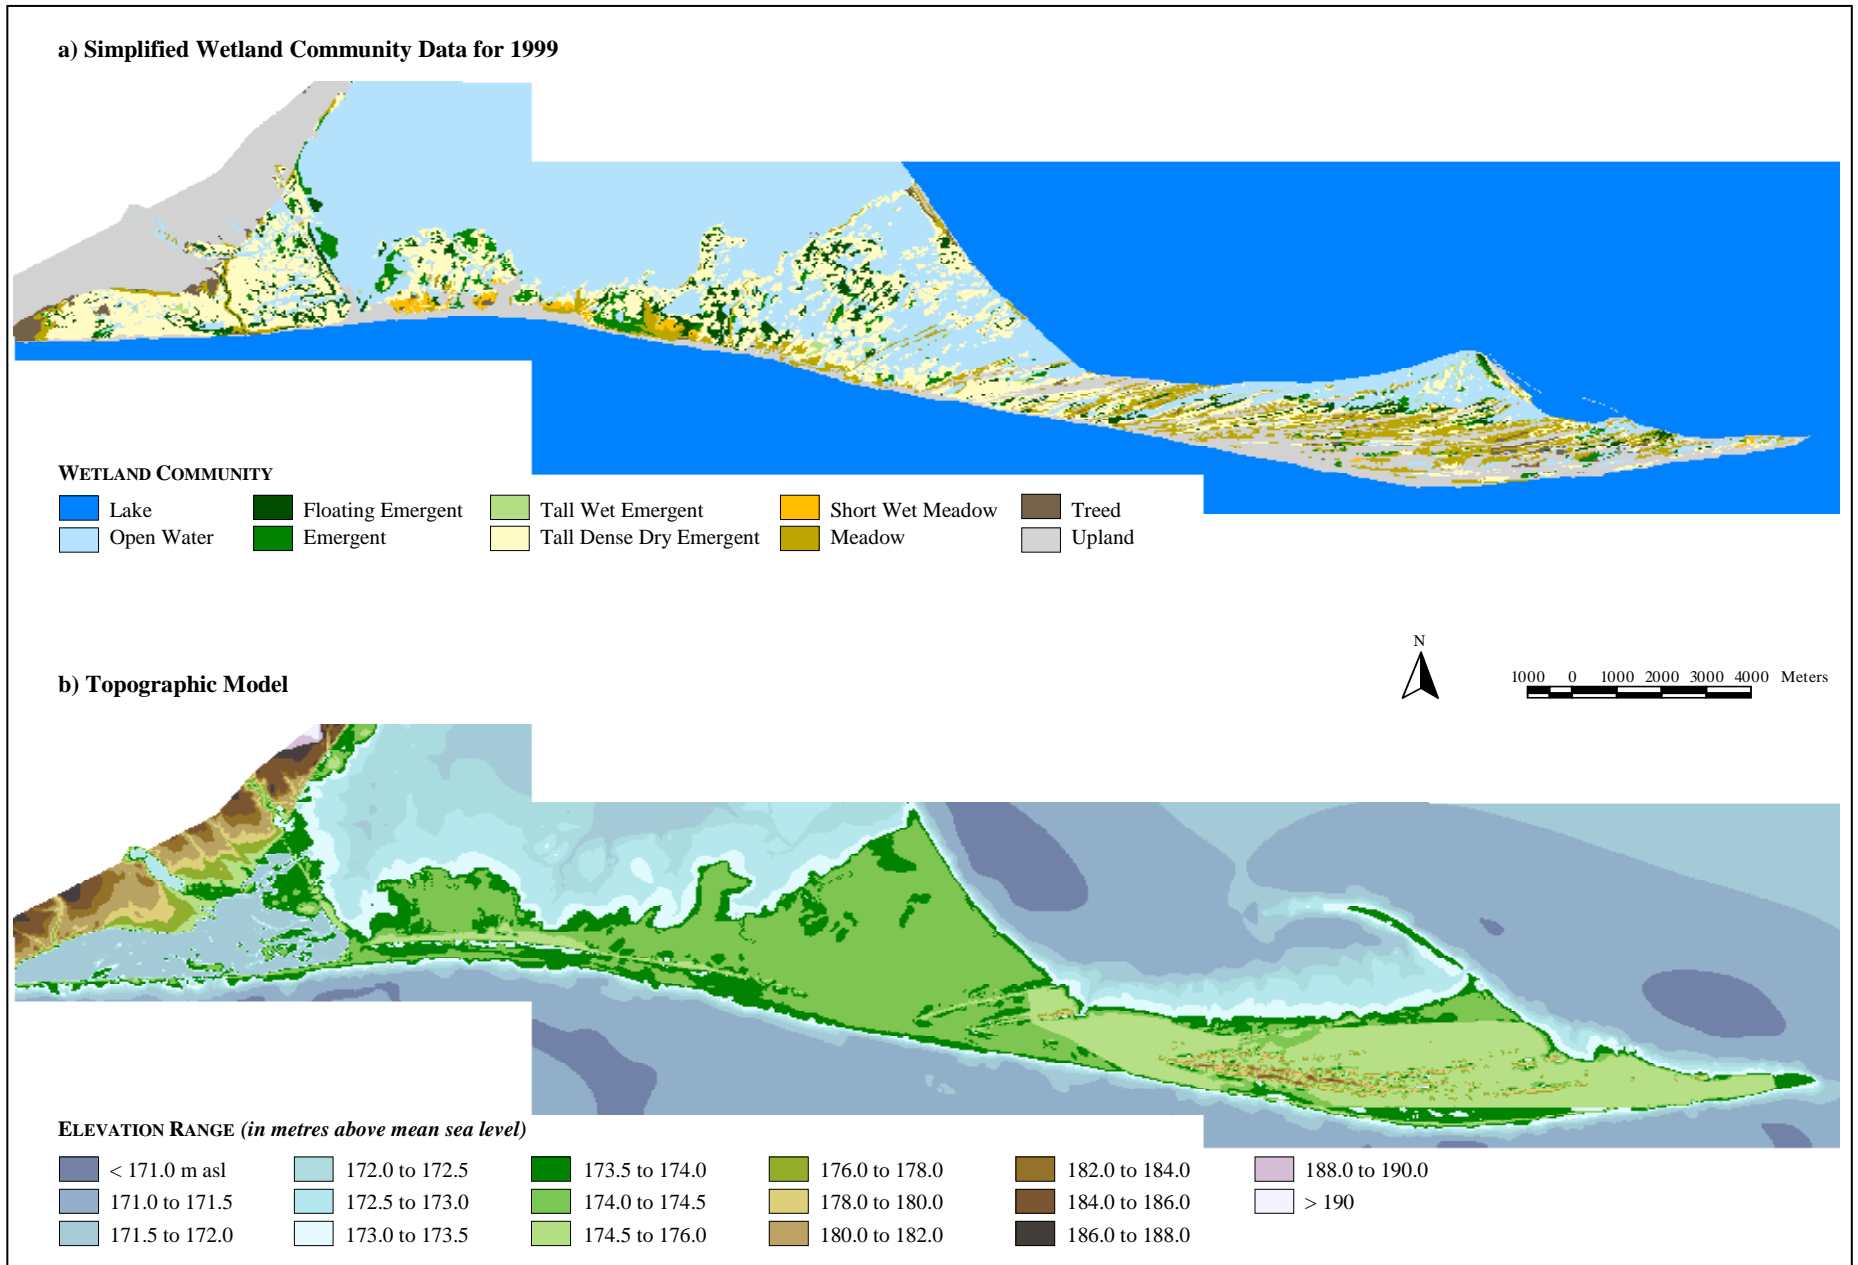 a) Simplified Wetland Community Data for 1999
WETLAND COMMUNITY
Lake
Open Water
Floating Emergent
Emergent
Tall Wet Emergent
Tall Dense Dry Emergent
Short Wet Meadow
Meadow
Treed
Upland
N
1000 0 1000 2000 3000 4000 Meters
b) Topographic Model
ELEVATION RANGE (in metres above mean sea level)
< 171.0 m asl
171.0 to 171.5
171.5 to 172.0
172.0 to 172.5
172.5 to 173.0
173.0 to 173.5
173.5 to 174.0
174.0 to 174.5
174.5 to 176.0
176.0 to 178.0
178.0 to 180.0
180.0 to 182.0
182.0 to 184.0
184.0 to 186.0
186.0 to 188.0
188.0 to 190.0
> 190